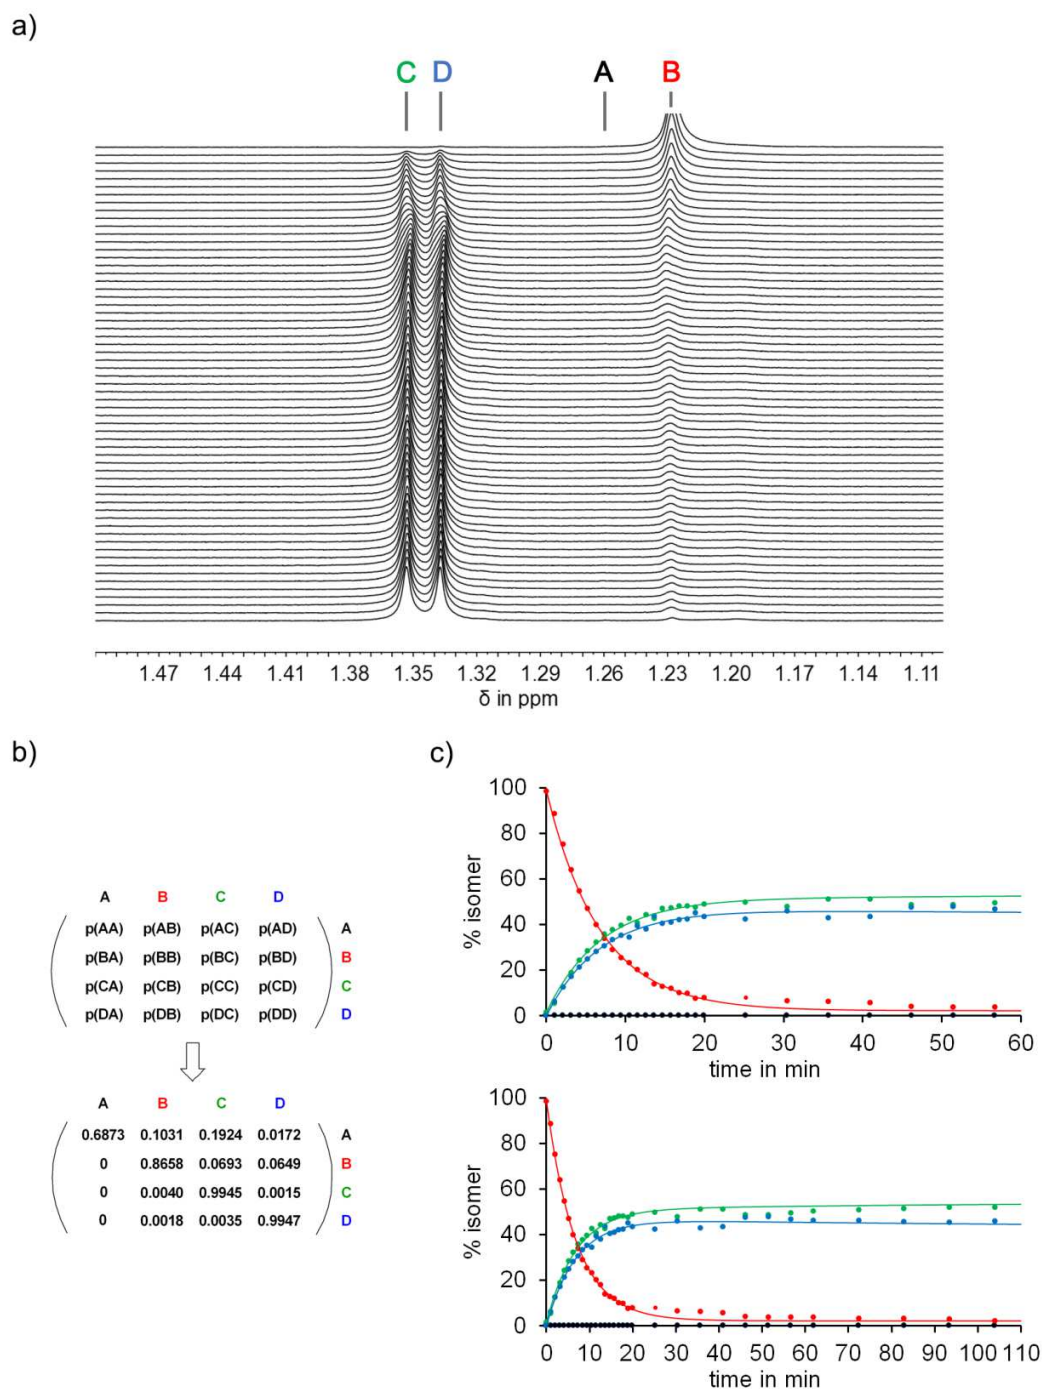 a)
C D A B
1.47 1.44 1.41 1.38 1.35 1.32 1.29 1.26 1.23 1.20 1.17 1.14 1.11
δ in ppm
b)
A B C D
p(AA) p(AB) p(AC) p(AD) A
p(BA) p(BB) p(BC) p(BD) B
p(CA) p(CB) p(CC) p(CD) C
p(DA) p(DB) p(DC) p(DD) D
A B C D
0.6873 0.1031 0.1924 0.0172 A
0 0.8658 0.0693 0.0649 B
0 0.0040 0.9945 0.0015 C
0 0.0018 0.0035 0.9947 D
c)
100
80
60
40
20
0
% isomer
0 10 20 30 40 50 60
time in min
100
80
60
40
20
0
% isomer
0 10 20 30 40 50 60 70 80 90 100 110
time in min